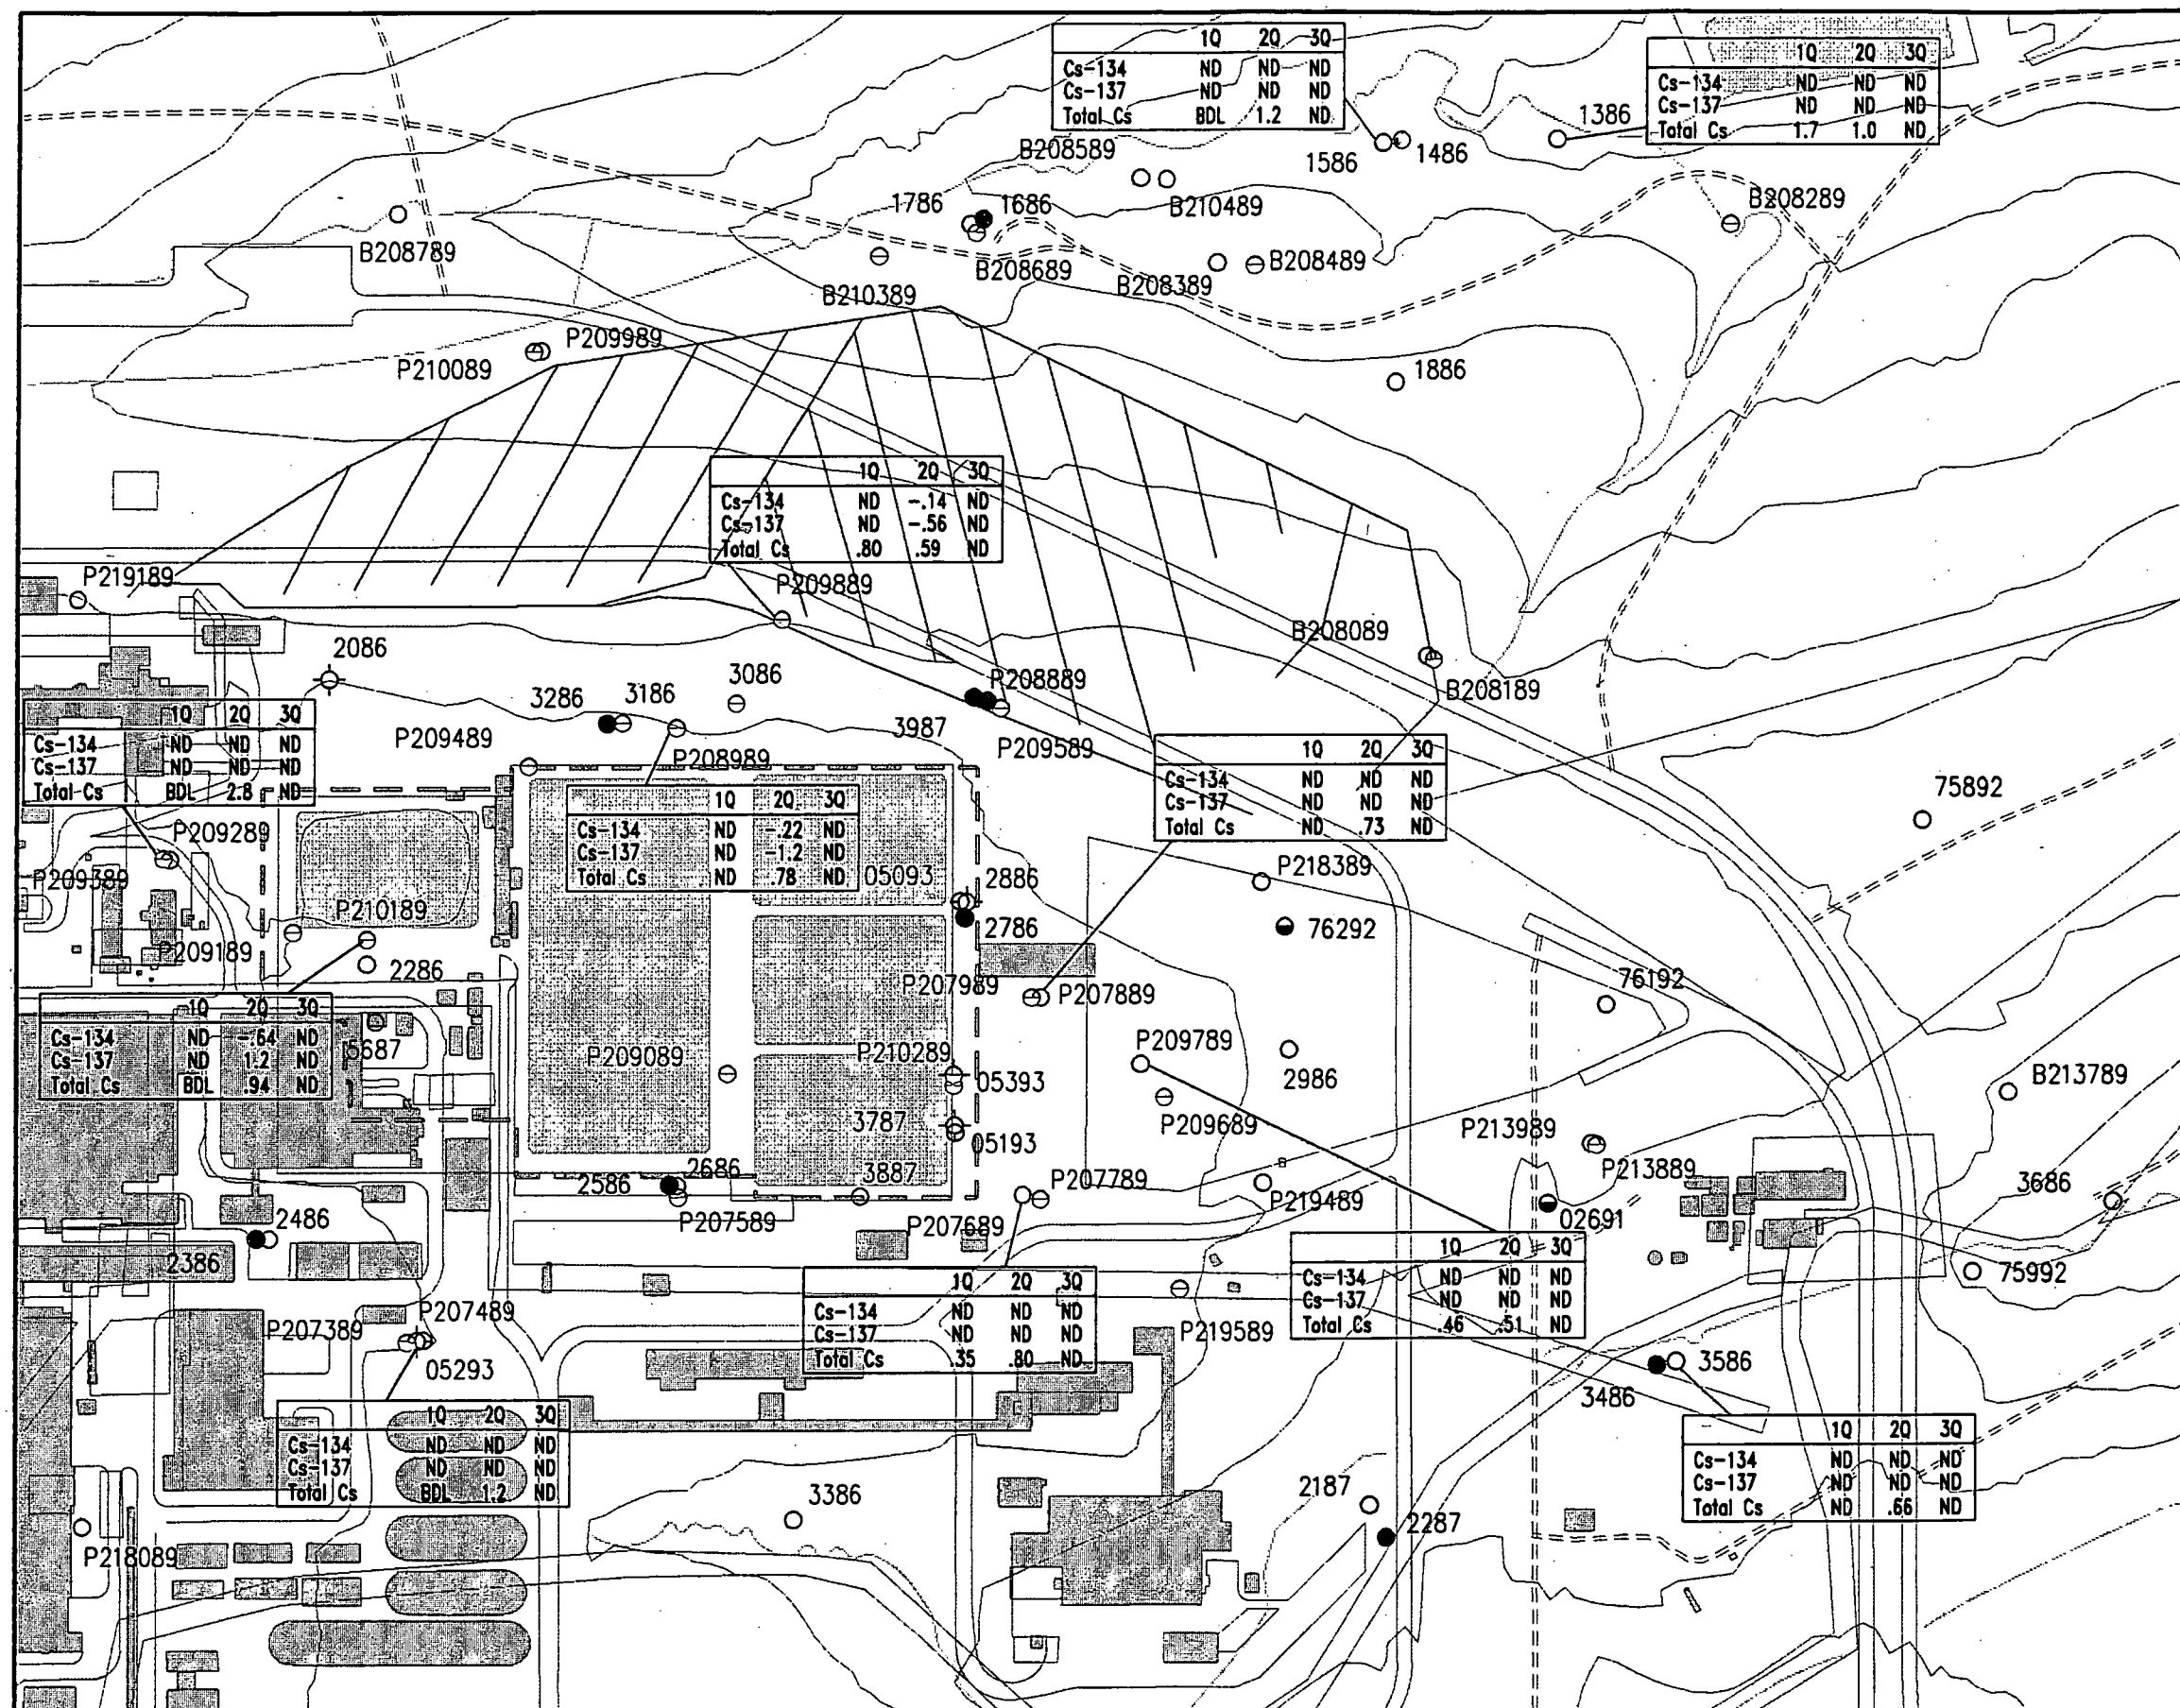 1Q 2Q 3Q
Cs-134 ND ND ND
Cs-137 ND ND ND
Total Cs BDL 1.2 ND
1Q 2Q 3Q
Cs-134 ND ND ND
Cs-137 ND ND ND
Total Cs 1.7 1.0 ND
1386
1586
1486
B208589
B210489
1786
1686
B208289
B208789
B208689
B208389
B208489
B210389
P209989
P210089
1886
1Q 2Q 3Q
Cs-134 ND -.14 ND
Cs-137 ND -.56 ND
Total Cs .80 .59 ND
P219189
P209889
B208089
2086
3286
3186
3086
P208889
B208189
3987
P209589
P209489
P208989
1Q 2Q 3Q
Cs-134 ND ND ND
Cs-137 ND ND ND
Total Cs BDL 2.8 ND
1Q 2Q 3Q
Cs-134 ND ND ND
Cs-137 ND ND ND
Total Cs ND .73 ND
1Q 2Q 3Q
Cs-134 ND -.22 ND
Cs-137 ND -1.2 ND
Total Cs ND .78 ND
75892
P209289
P209389
05093
2886
P218389
P210189
2786
76292
P209189
2286
P207989
P207889
76192
1Q 2Q 3Q
Cs-134 ND -.64 ND
Cs-137 ND 1.2 ND
Total Cs BDL .94 ND
5687
P209089
P210289
P209789
2986
05393
B213789
3787
05193
P209689
P213989
P213889
2586
2686
3887
P207789
P219489
3686
P207589
P207689
02691
2486
2386
75992
1Q 2Q 3Q
Cs-134 ND ND ND
Cs-137 ND ND ND
Total Cs .46 .51 ND
1Q 2Q 3Q
Cs-134 ND ND ND
Cs-137 ND ND ND
Total Cs .35 .80 ND
P207489
P207389
05293
P219589
3586
3486
1Q 2Q 3Q
Cs-134 ND ND ND
Cs-137 ND ND ND
Total Cs BDL 1.2 ND
1Q 2Q 3Q
Cs-134 ND ND ND
Cs-137 ND ND ND
Total Cs ND .66 ND
3386
2187
2287
P218089